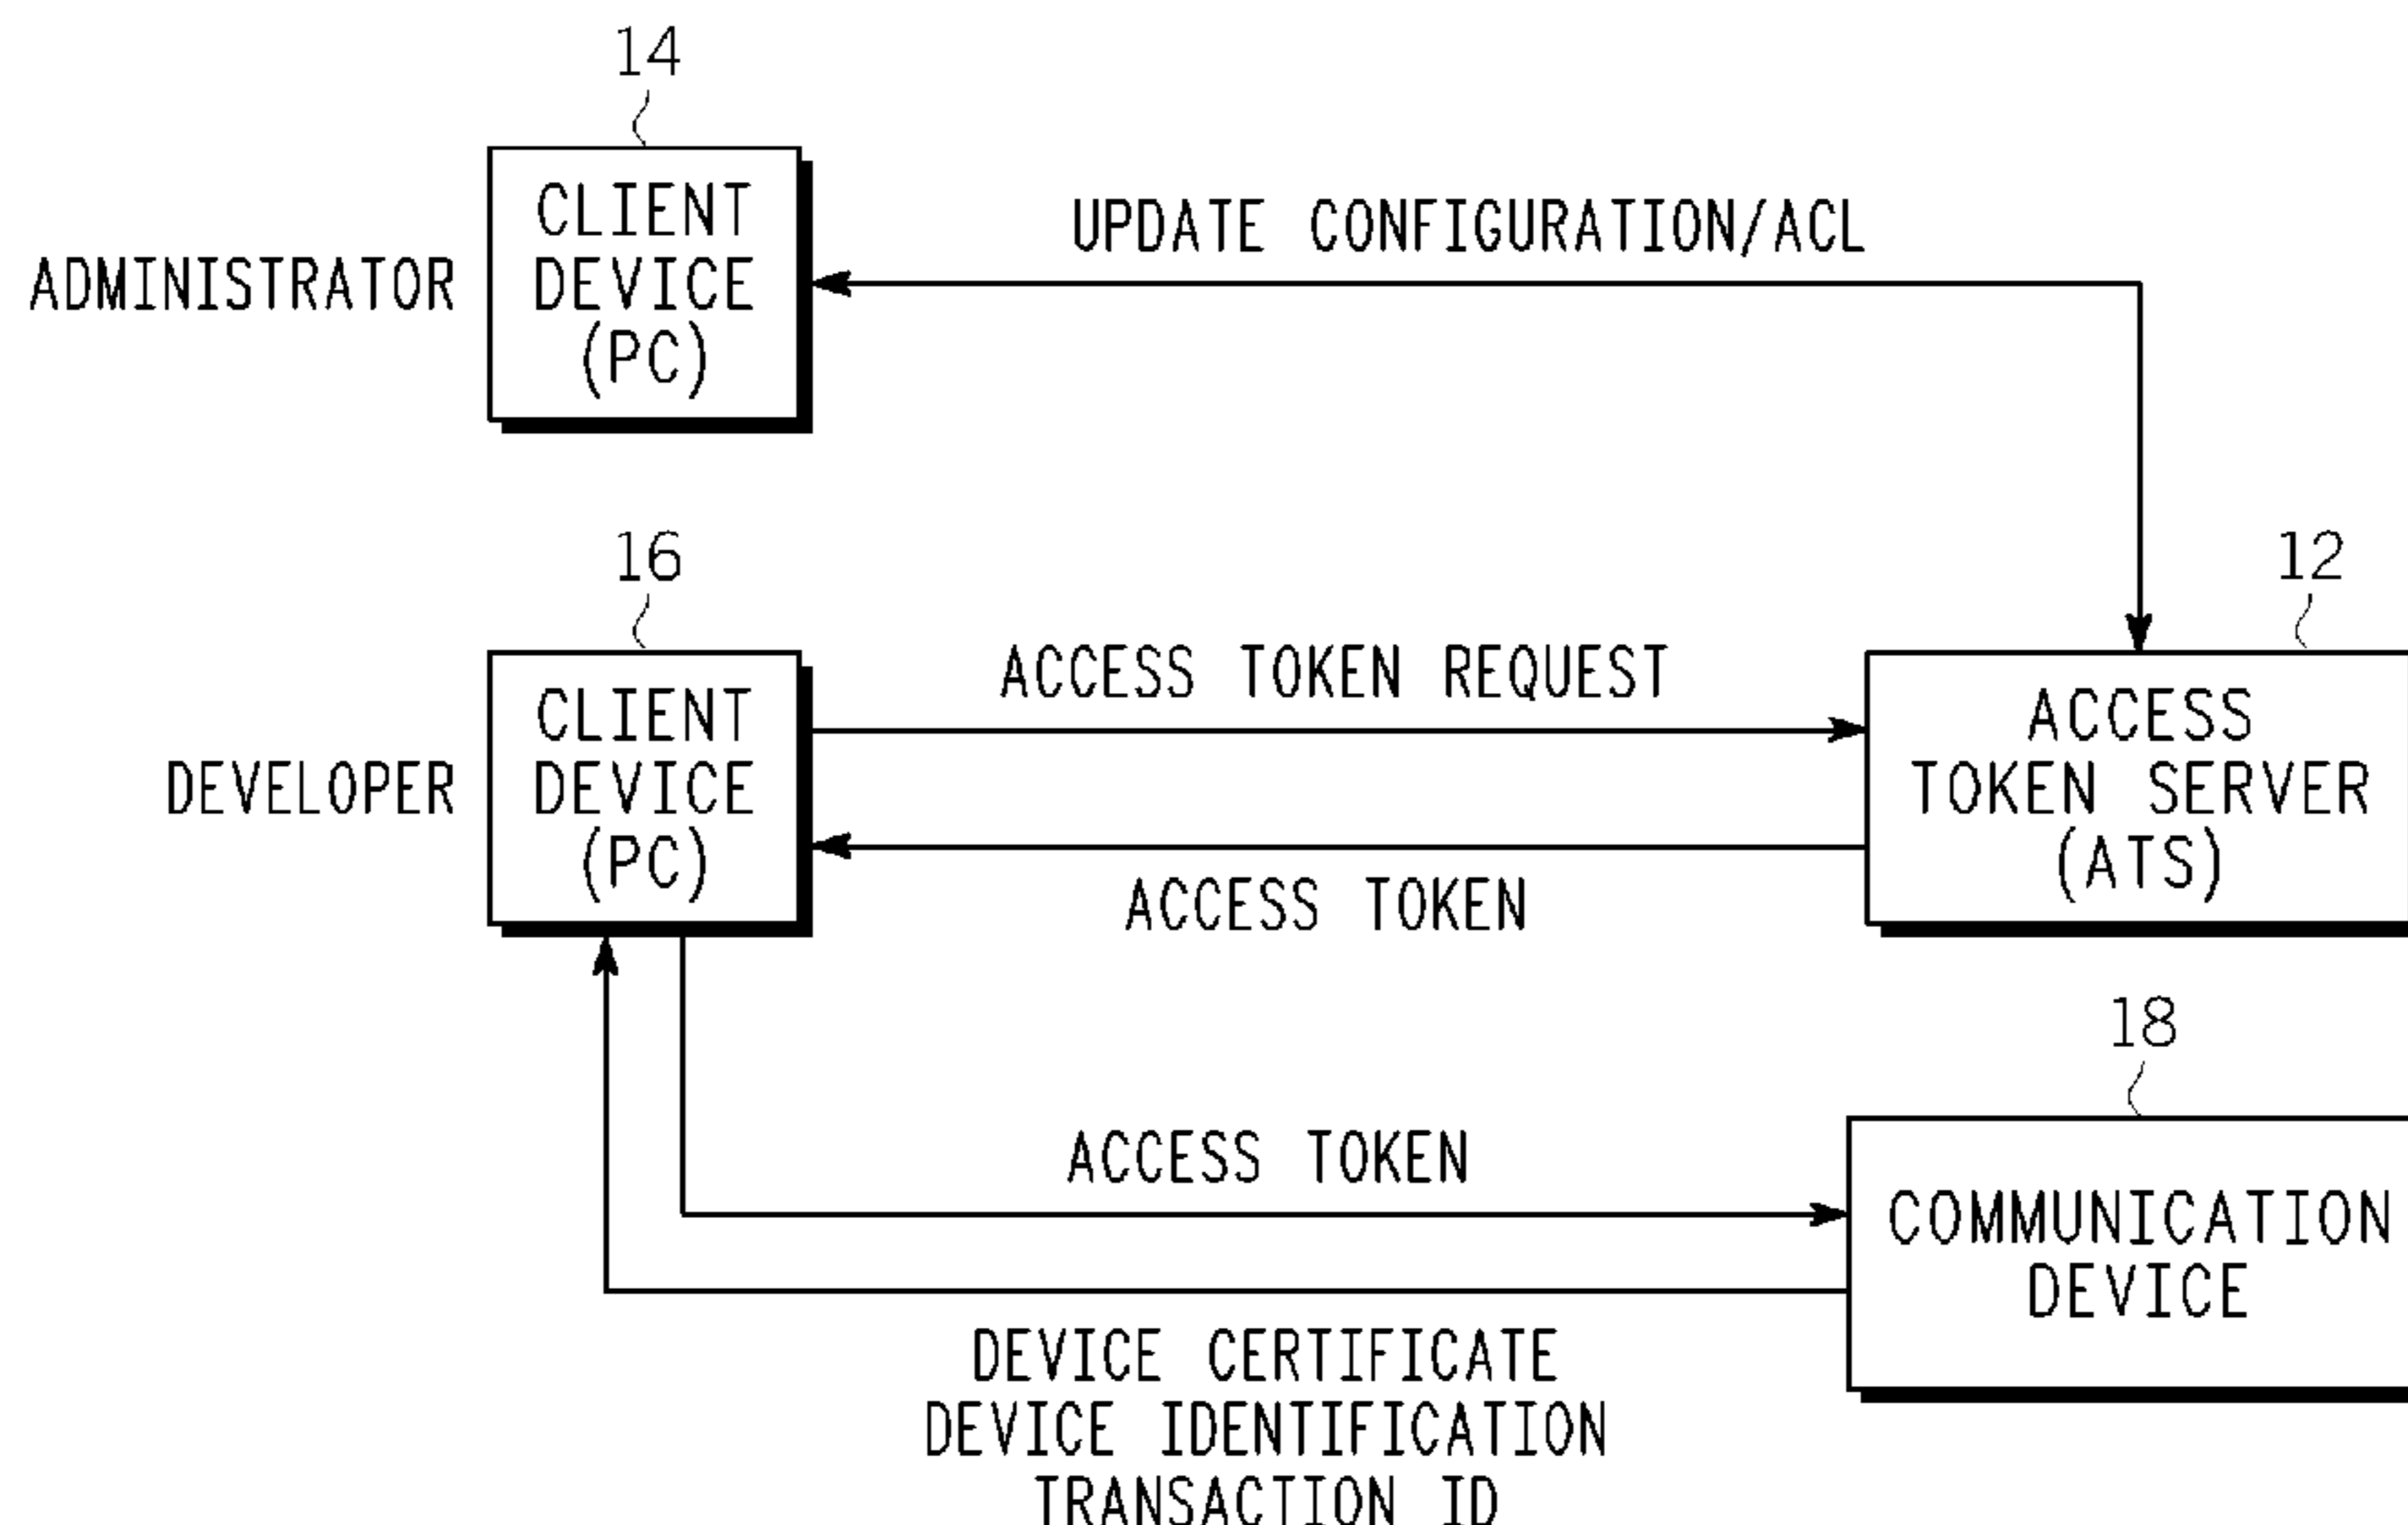 14
CLIENT
DEVICE
(PC)
ADMINISTRATOR
UPDATE CONFIGURATION/ACL
16
CLIENT
DEVICE
(PC)
DEVELOPER
ACCESS TOKEN REQUEST
ACCESS TOKEN
12
ACCESS
TOKEN SERVER
(ATS)
18
ACCESS TOKEN
COMMUNICATION
DEVICE
DEVICE CERTIFICATE
DEVICE IDENTIFICATION
TRANSACTION ID